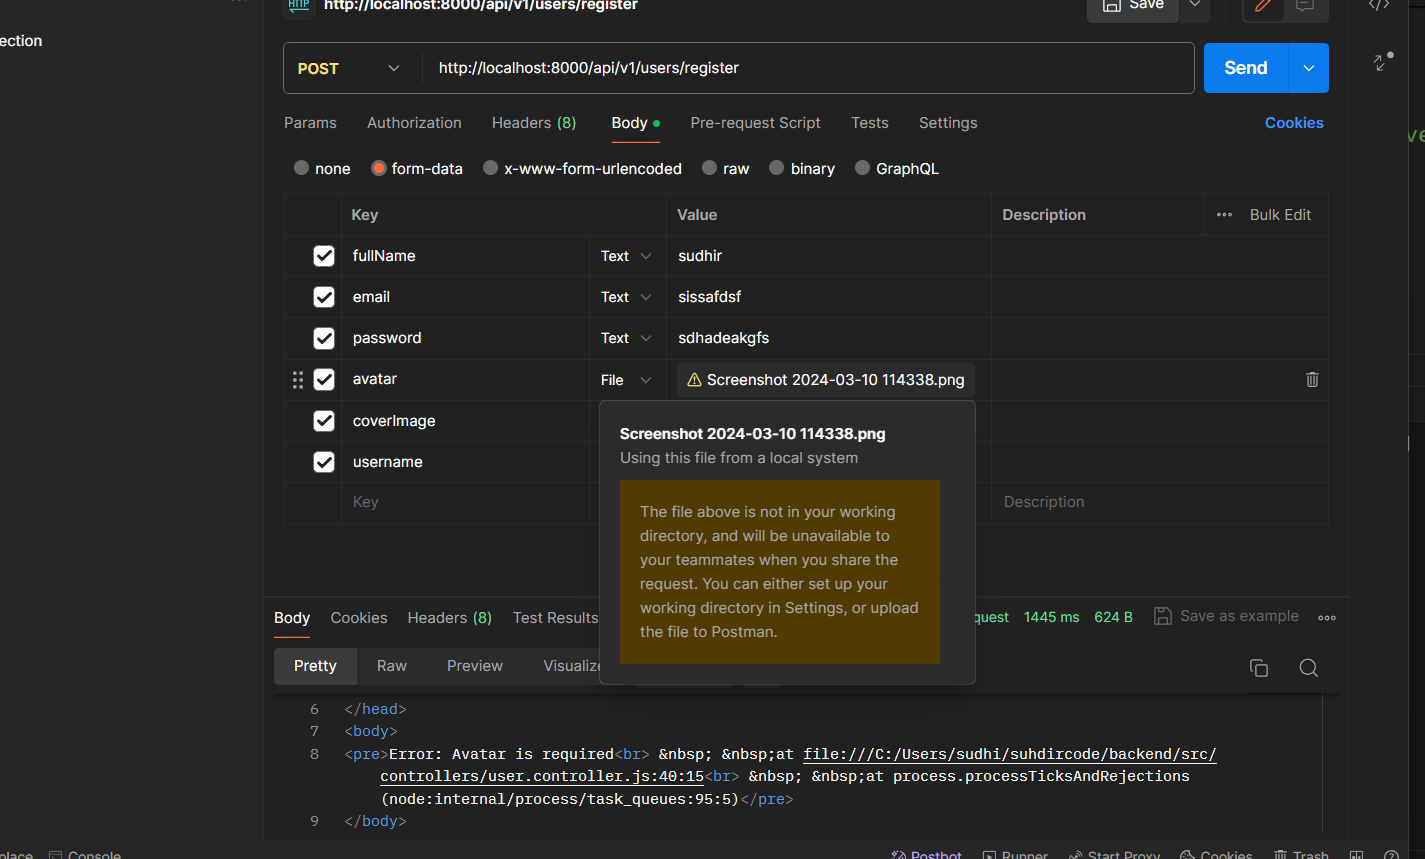 HTTP http://localhost:8000/api/v1/users/register Save </>
ection
POST http://localhost:8000/api/v1/users/register Send
Params Authorization Headers (8) Body Pre-request Script Tests Settings Cookies
none form-data x-www-form-urlencoded raw binary GraphQL
Key Value Description Bulk Edit
fullName Text sudhir
email Text sissafdsf
password Text sdhadeakgfs
avatar File Screenshot 2024-03-10 114338.png
coverImage
username
Key Description
Screenshot 2024-03-10 114338.png
Using this file from a local system
The file above is not in your working
directory, and will be unavailable to
your teammates when you share the
request. You can either set up your
working directory in Settings, or upload
the file to Postman.
Body Cookies Headers (8) Test Results quest 1445 ms 624 B Save as example
Pretty Raw Preview Visualize
6 </head>
7 <body>
8 <pre>Error: Avatar is required<br> &nbsp; &nbsp;at file:///C:/Users/sudhi/suhdircode/backend/src/
controllers/user.controller.js:40:15<br> &nbsp; &nbsp;at process.processTicksAndRejections
(node:internal/process/task_queues:95:5)</pre>
9 </body>
place Console Postbot Runner Start Proxy Cookies Trash